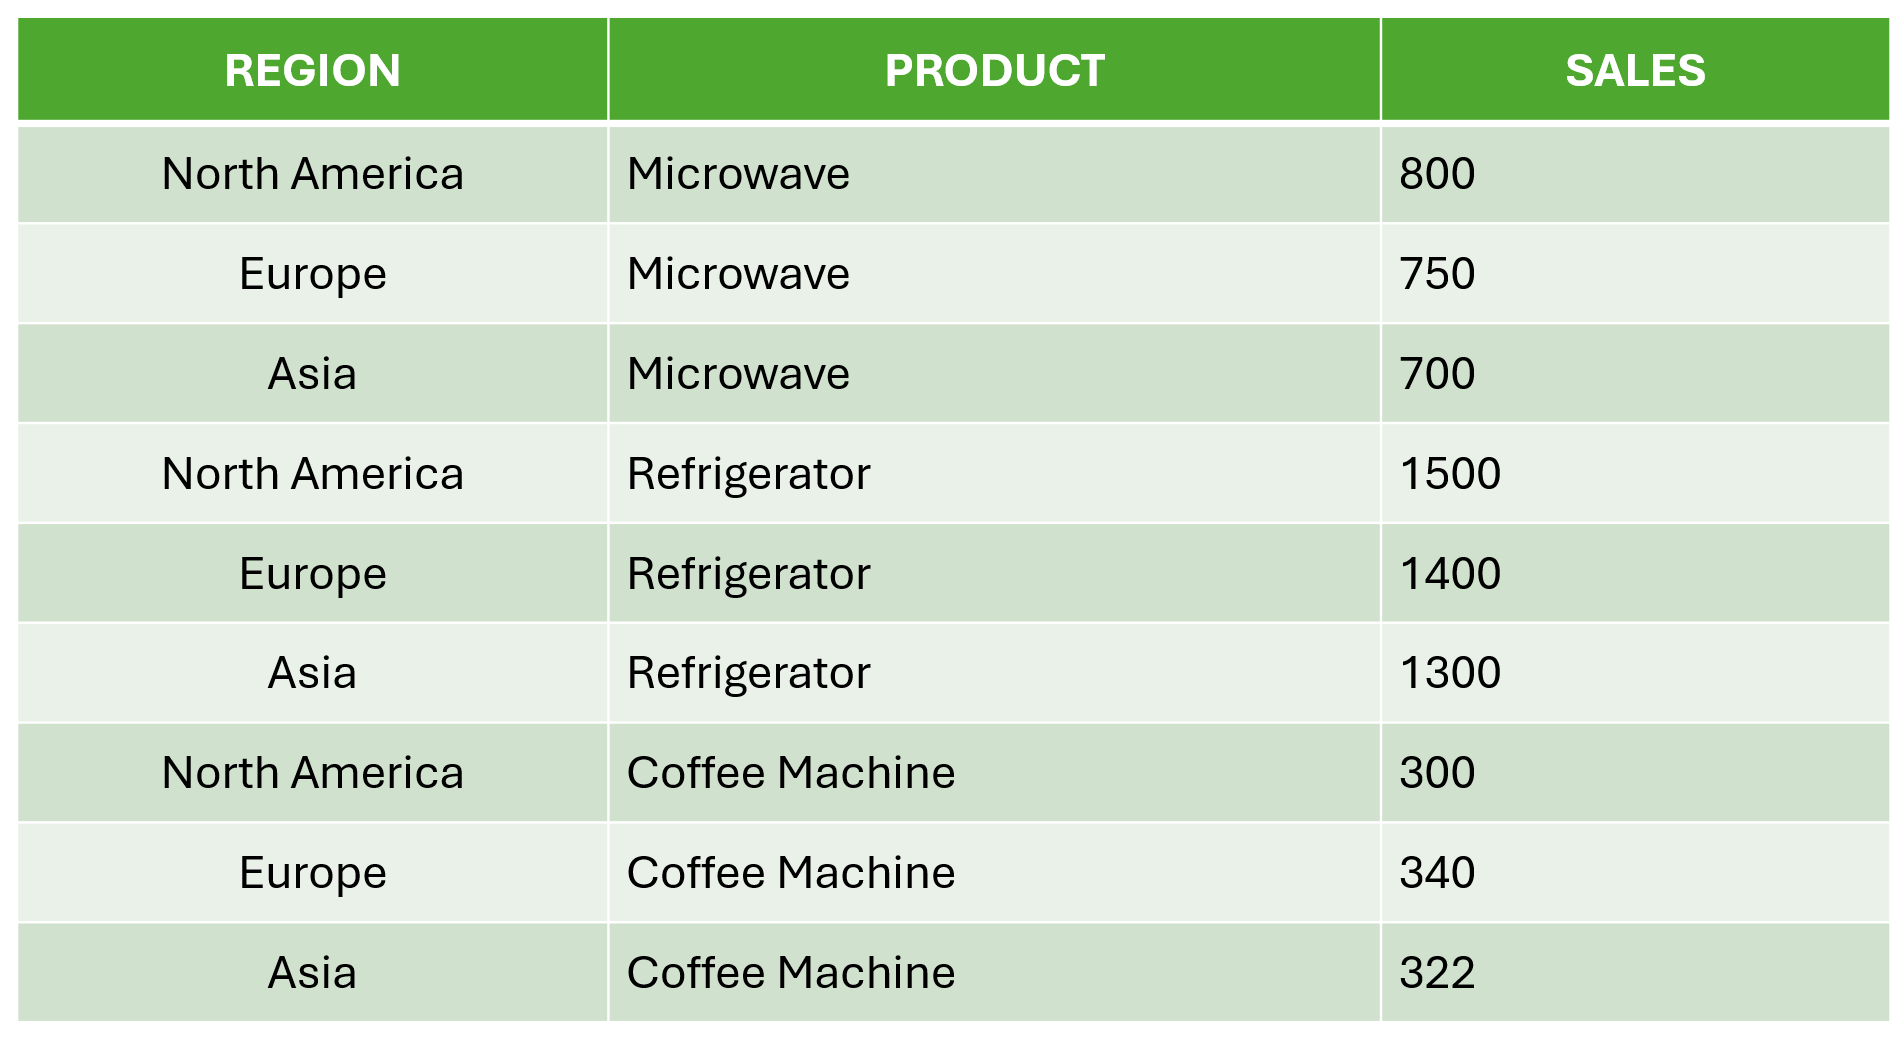 REGION PRODUCT SALES
North America Microwave 800
Europe Microwave 750
Asia Microwave 700
North America Refrigerator 1500
Europe Refrigerator 1400
Asia Refrigerator 1300
North America Coffee Machine 300
Europe Coffee Machine 340
Asia Coffee Machine 322